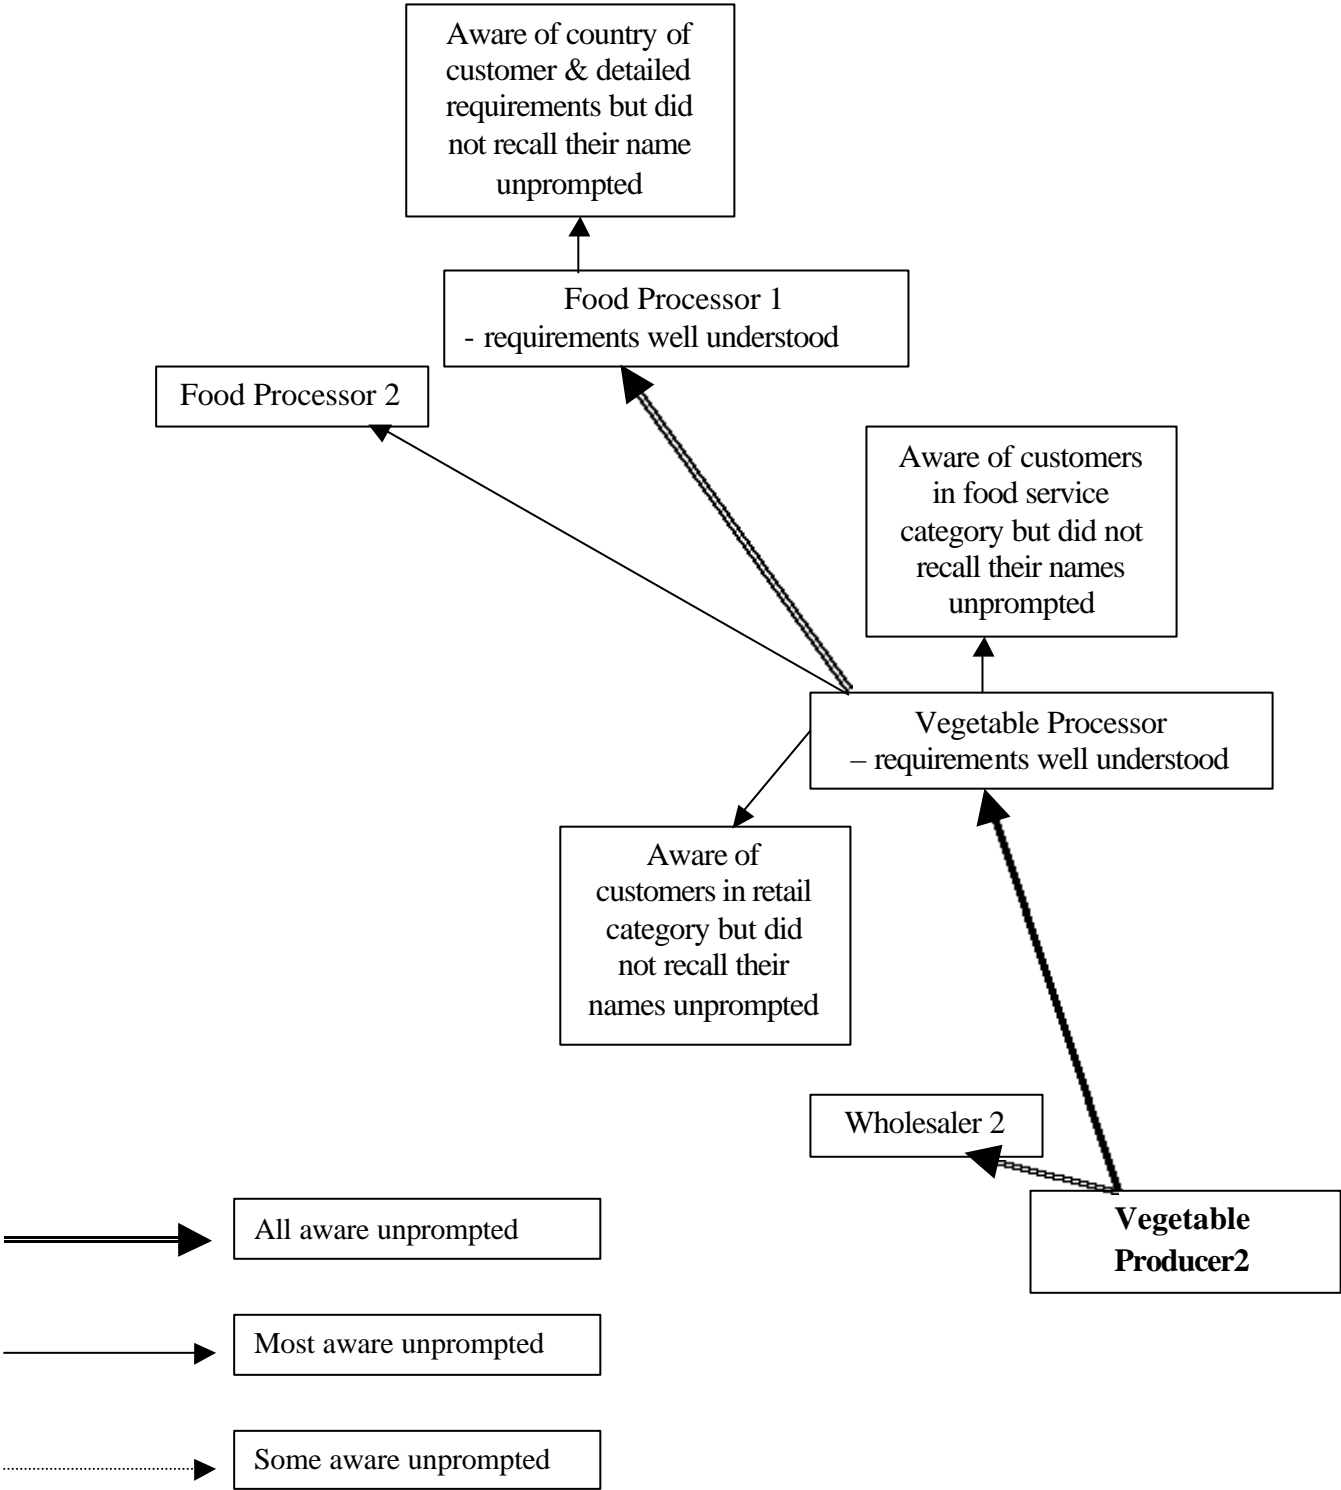 Aware of country of
customer & detailed
requirements but did
not recall their name
unprompted
Food Processor 1
- requirements well understood
Food Processor 2
Aware of customers
in food service
category but did not
recall their names
unprompted
Vegetable Processor
– requirements well understood
Aware of
customers in retail
category but did
not recall their
names unprompted
Wholesaler 2
Vegetable
Producer2
All aware unprompted
Most aware unprompted
Some aware unprompted